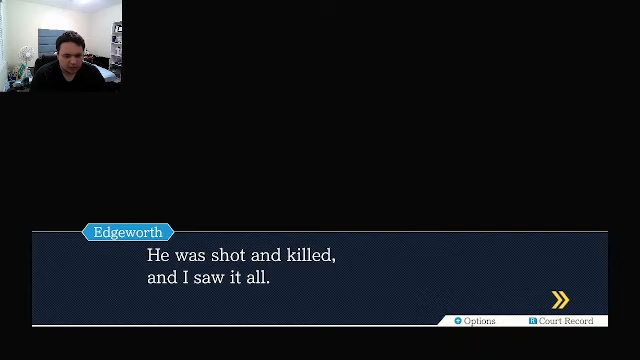 Edgeworth
He was shot and killed,
and I saw it all.
Options
R Court Record